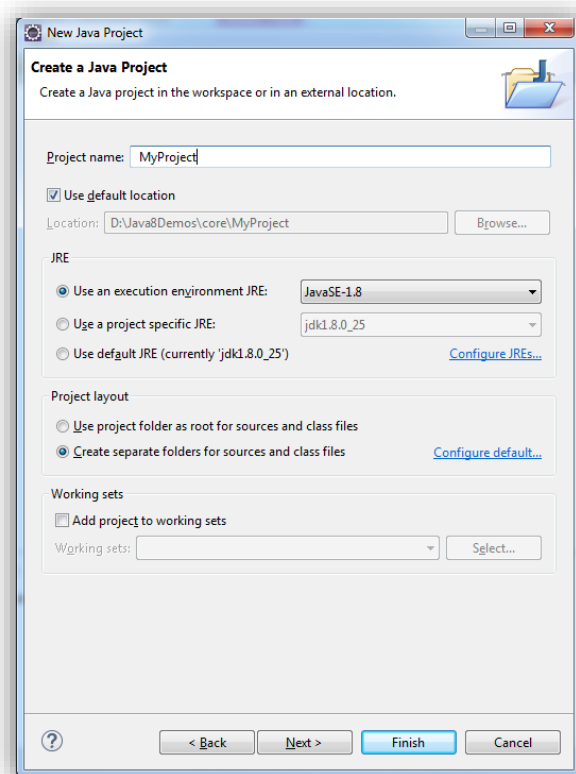 New Java Project
Create a Java Project
Create a Java project in the workspace or in an external location.
Project name: MyProject
Use default location
Location: D:\Java8Demos\core\MyProject Browse...
JRE
Use an execution environment JRE: JavaSE-1.8
Use a project specific JRE: jdk1.8.0_25
Use default JRE (currently 'jdk1.8.0_25') Configure JREs...
Project layout
Use project folder as root for sources and class files
Create separate folders for sources and class files Configure default...
Working sets
Add project to working sets
Working sets: Select...
? < Back Next > Finish Cancel